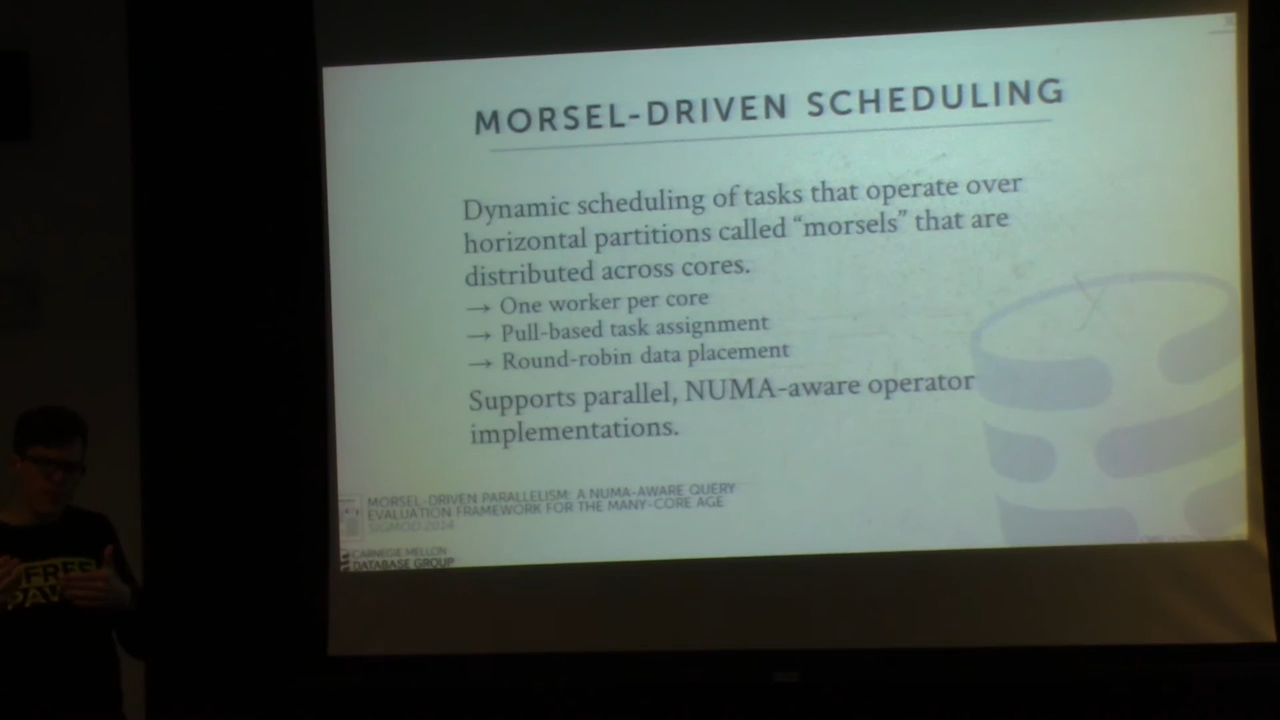 MORSEL-DRIVEN SCHEDULING
Dynamic scheduling of tasks that operate over
horizontal partitions called “morsels” that are
distributed across cores.
→ One worker per core
→ Pull-based task assignment
→ Round-robin data placement
Supports parallel, NUMA-aware operator
implementations.
MORSEL-DRIVEN PARALLELISM: A NUMA-AWARE QUERY
EVALUATION FRAMEWORK FOR THE MANY-CORE AGE
SIGMOD 2014
CARNEGIE MELLON
DATABASE GROUP
FREE